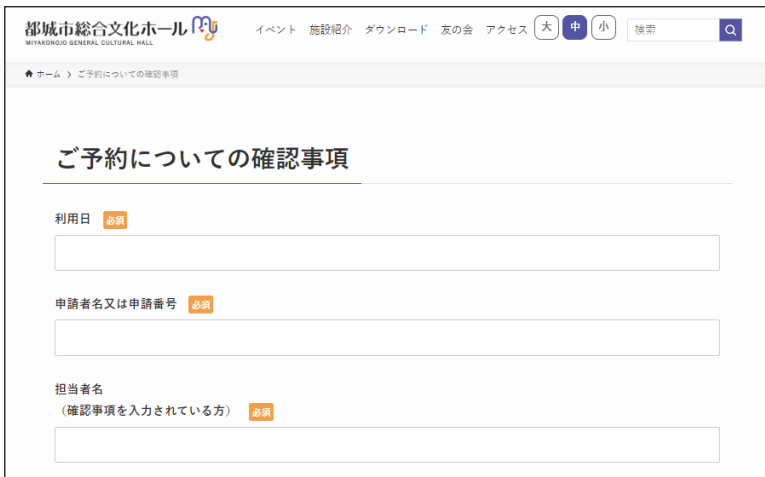 都城市総合文化ホール MJ
MIYAKONOJO GENERAL CULTURAL HALL
イベント 施設紹介 ダウンロード 友の会 アクセス 大 中 小 検索
ホーム > ご予約についての確認事項
ご予約についての確認事項
利用日 必須
申請者名又は申請番号 必須
担当者名
（確認事項を入力されている方） 必須